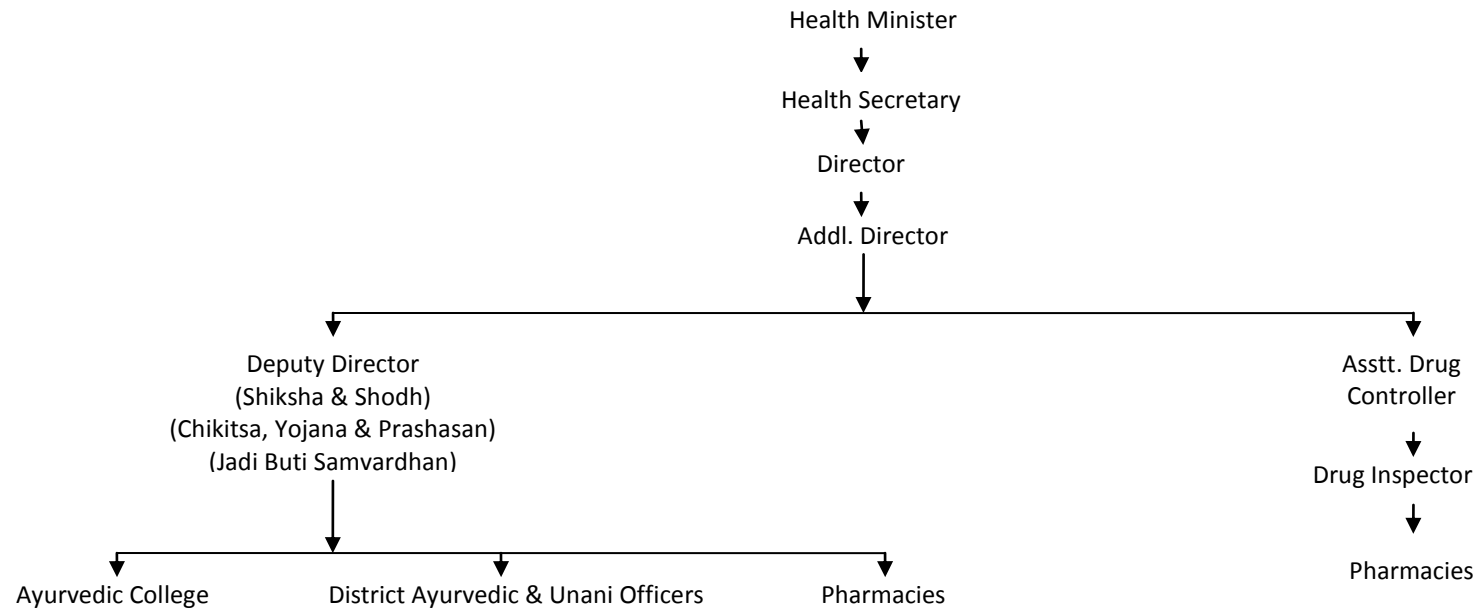 Health Minister
Health Secretary
Director
Addl. Director
Deputy Director
(Shiksha & Shodh)
(Chikitsa, Yojana & Prashasan)
(Jadi Buti Samvardhan)
Asstt. Drug
Controller
Drug Inspector
Pharmacies
Ayurvedic College
District Ayurvedic & Unani Officers
Pharmacies